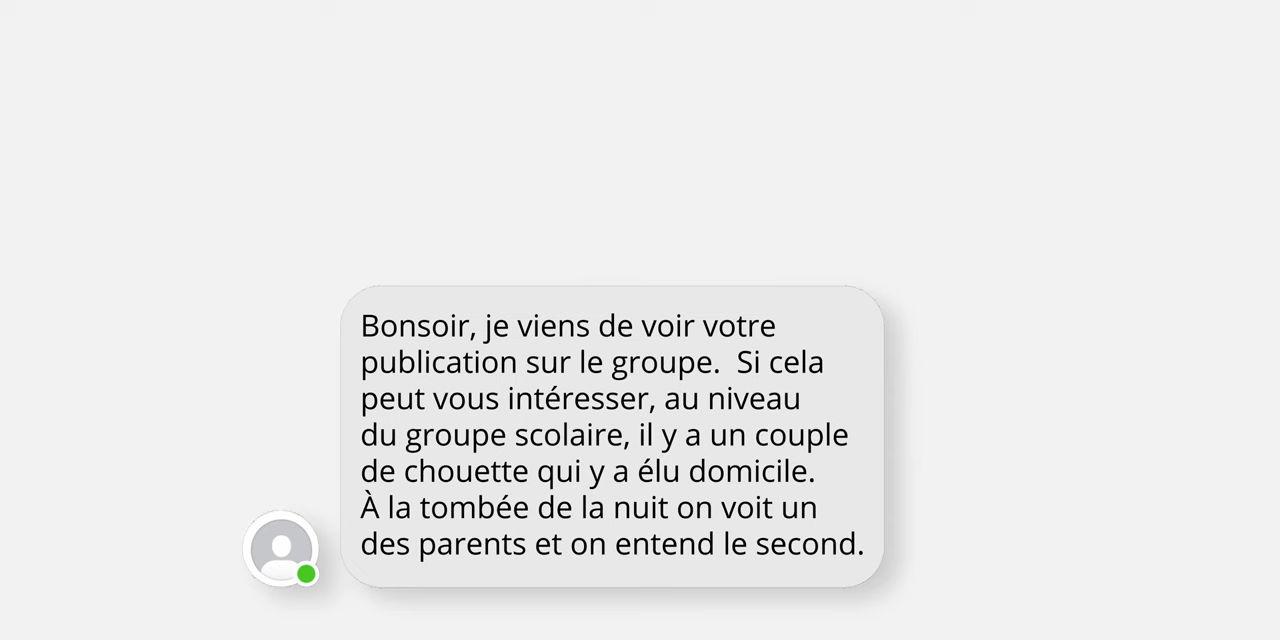 Bonsoir, je viens de voir votre
publication sur le groupe.  Si cela
peut vous intéresser, au niveau
du groupe scolaire, il y a un couple
de chouette qui y a élu domicile.
À la tombée de la nuit on voit un
des parents et on entend le second.